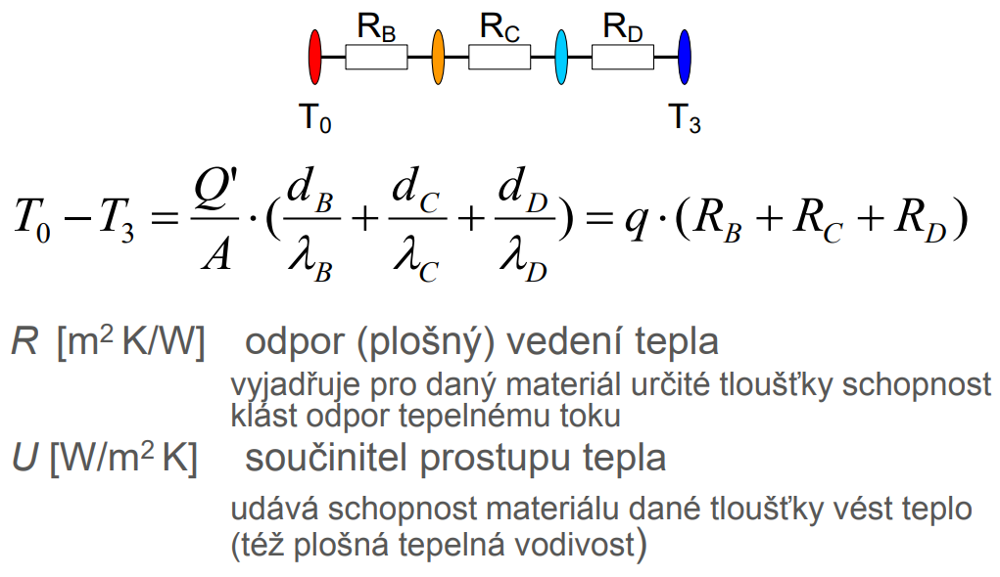 R_B R_C R_D
T_0 T_3
T_0 − T_3 = Q'/A · (d_B/λ_B + d_C/λ_C + d_D/λ_D) = q · (R_B + R_C + R_D)
R [m² K/W] odpor (plošný) vedení tepla
vyjadřuje pro daný materiál určité tloušťky schopnost
klást odpor tepelnému toku
U [W/m² K] součinitel prostupu tepla
udává schopnost materiálu dané tloušťky vést teplo
(též plošná tepelná vodivost)